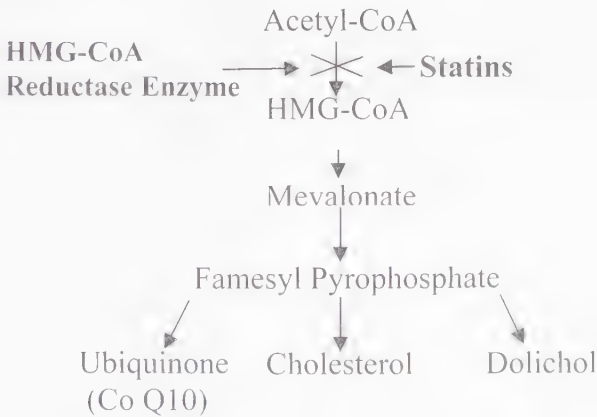 Acetyl-CoA
HMG-CoA
Reductase Enzyme
Statins
HMG-CoA
Mevalonate
Famesyl Pyrophosphate
Ubiquinone
(Co Q10)
Cholesterol
Dolichol